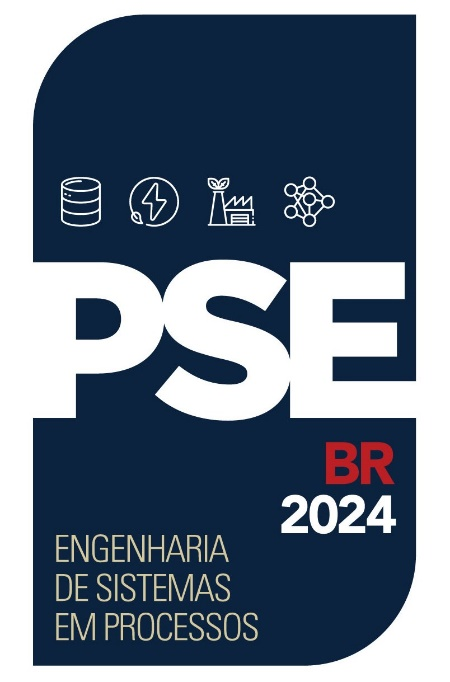 PSE
BR
2024
ENGENHARIA
DE SISTEMAS
EM PROCESSOS